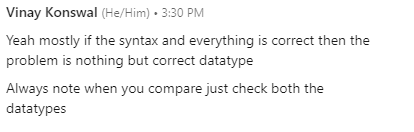 Vinay Konswal (He/Him) • 3:30 PM
Yeah mostly if the syntax and everything is correct then the
problem is nothing but correct datatype
Always note when you compare just check both the
datatypes